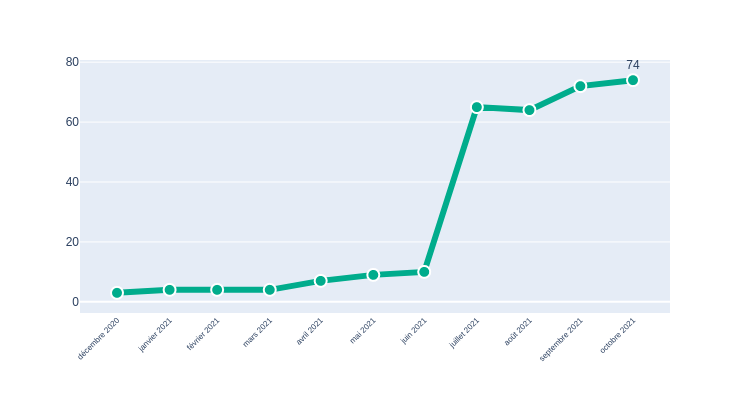 74
80
60
40
20
0
décembre 2020
janvier 2021
février 2021
mars 2021
avril 2021
mai 2021
juin 2021
juillet 2021
août 2021
septembre 2021
octobre 2021